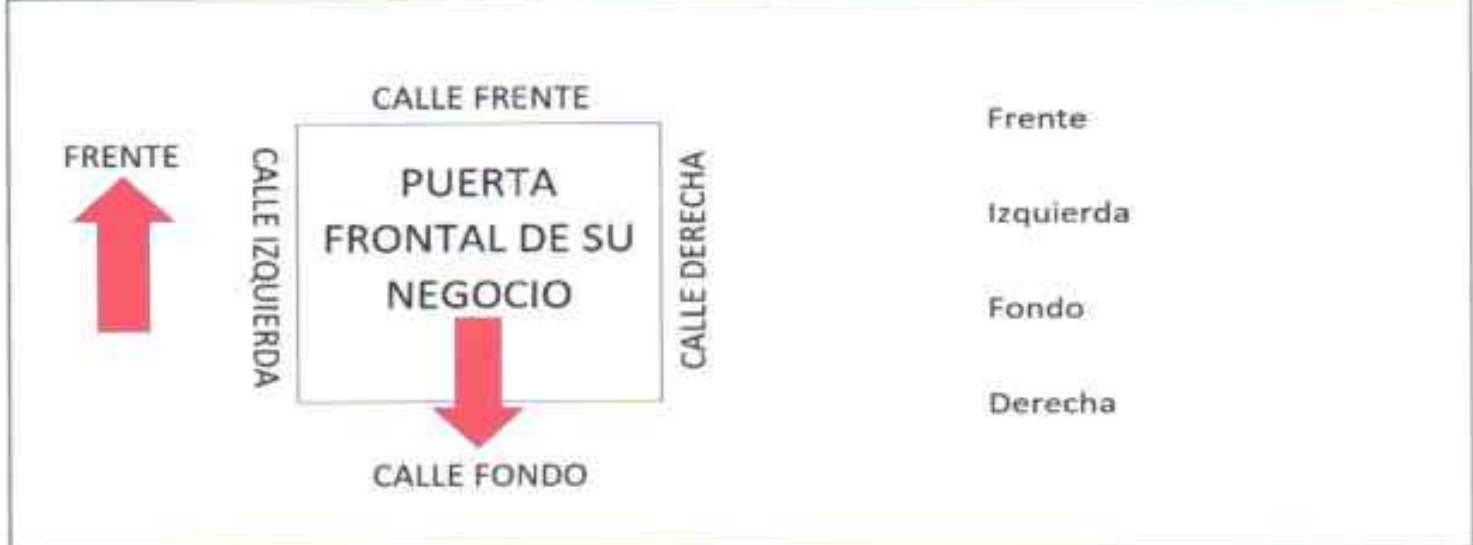 CALLE FRENTE
FRENTE
CALLE IZQUIERDA
PUERTA
FRONTAL DE SU
NEGOCIO
CALLE DERECHA
CALLE FONDO
Frente
Izquierda
Fondo
Derecha